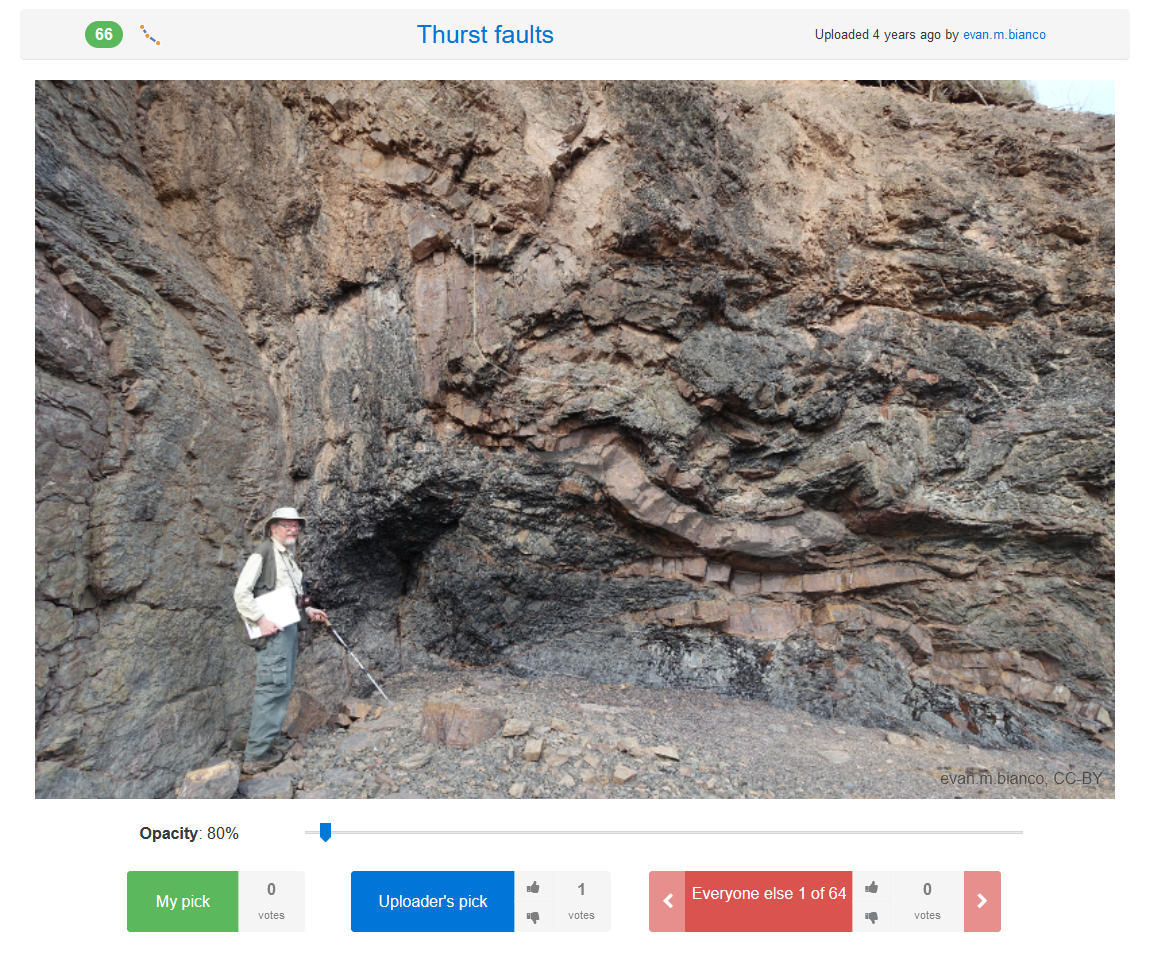 66
Thurst faults
Uploaded 4 years ago by evan.m.bianco
evan.m.bianco, CC-BY
Opacity: 80%
My pick
0
votes
Uploader's pick
1
votes
Everyone else 1 of 64
0
votes